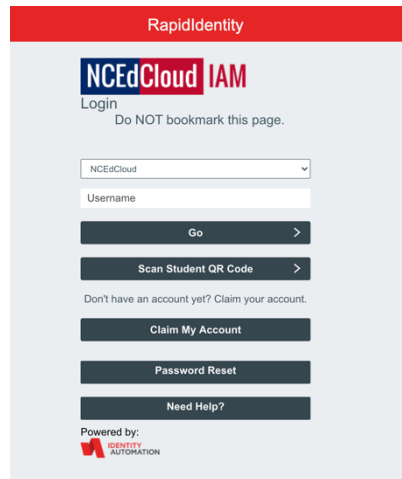 RapidIdentity
NCEdCloud IAM
Login
Do NOT bookmark this page.
NCEdCloud
Username
Go
Scan Student QR Code
Don't have an account yet? Claim your account.
Claim My Account
Password Reset
Need Help?
Powered by:
IDENTITY
AUTOMATION